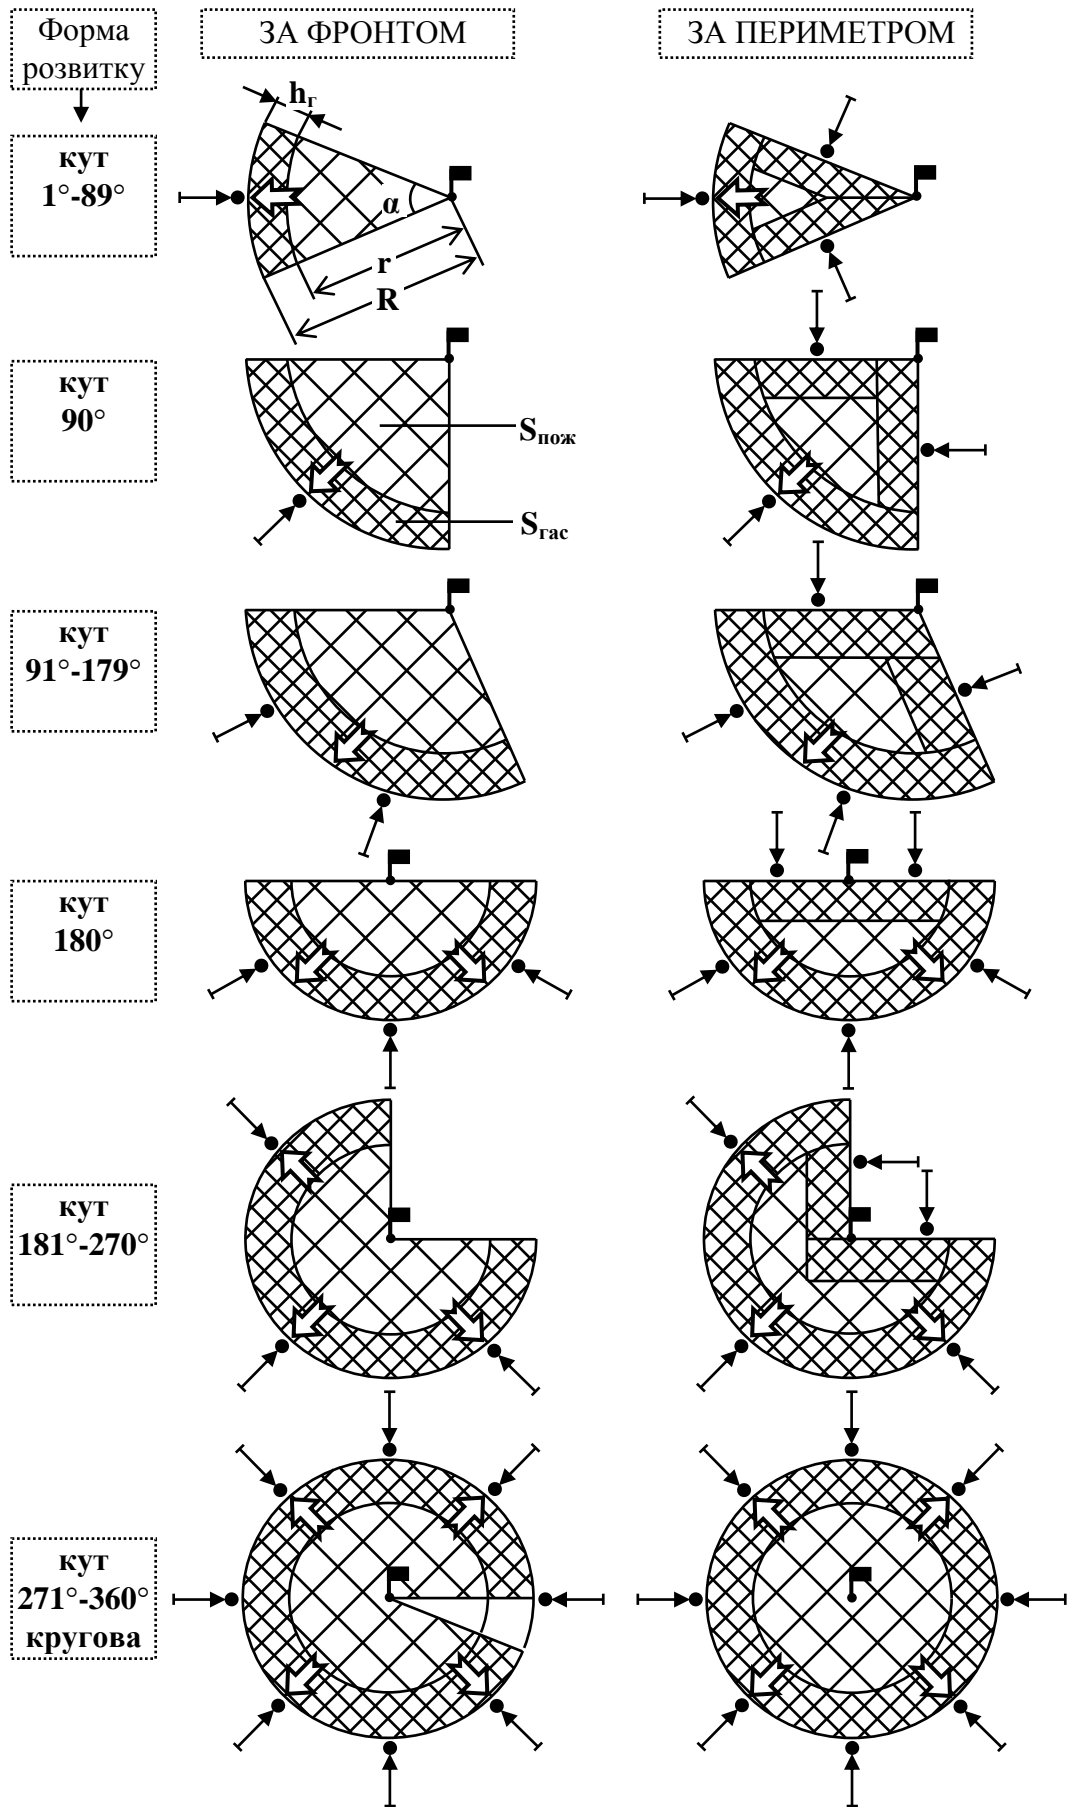 Форма
розвитку
ЗА ФРОНТОМ
ЗА ПЕРИМЕТРОМ
hг
кут
1°-89°
α
r
R
кут
90°
Sпож
Sгас
кут
91°-179°
кут
180°
кут
181°-270°
кут
271°-360°
кругова